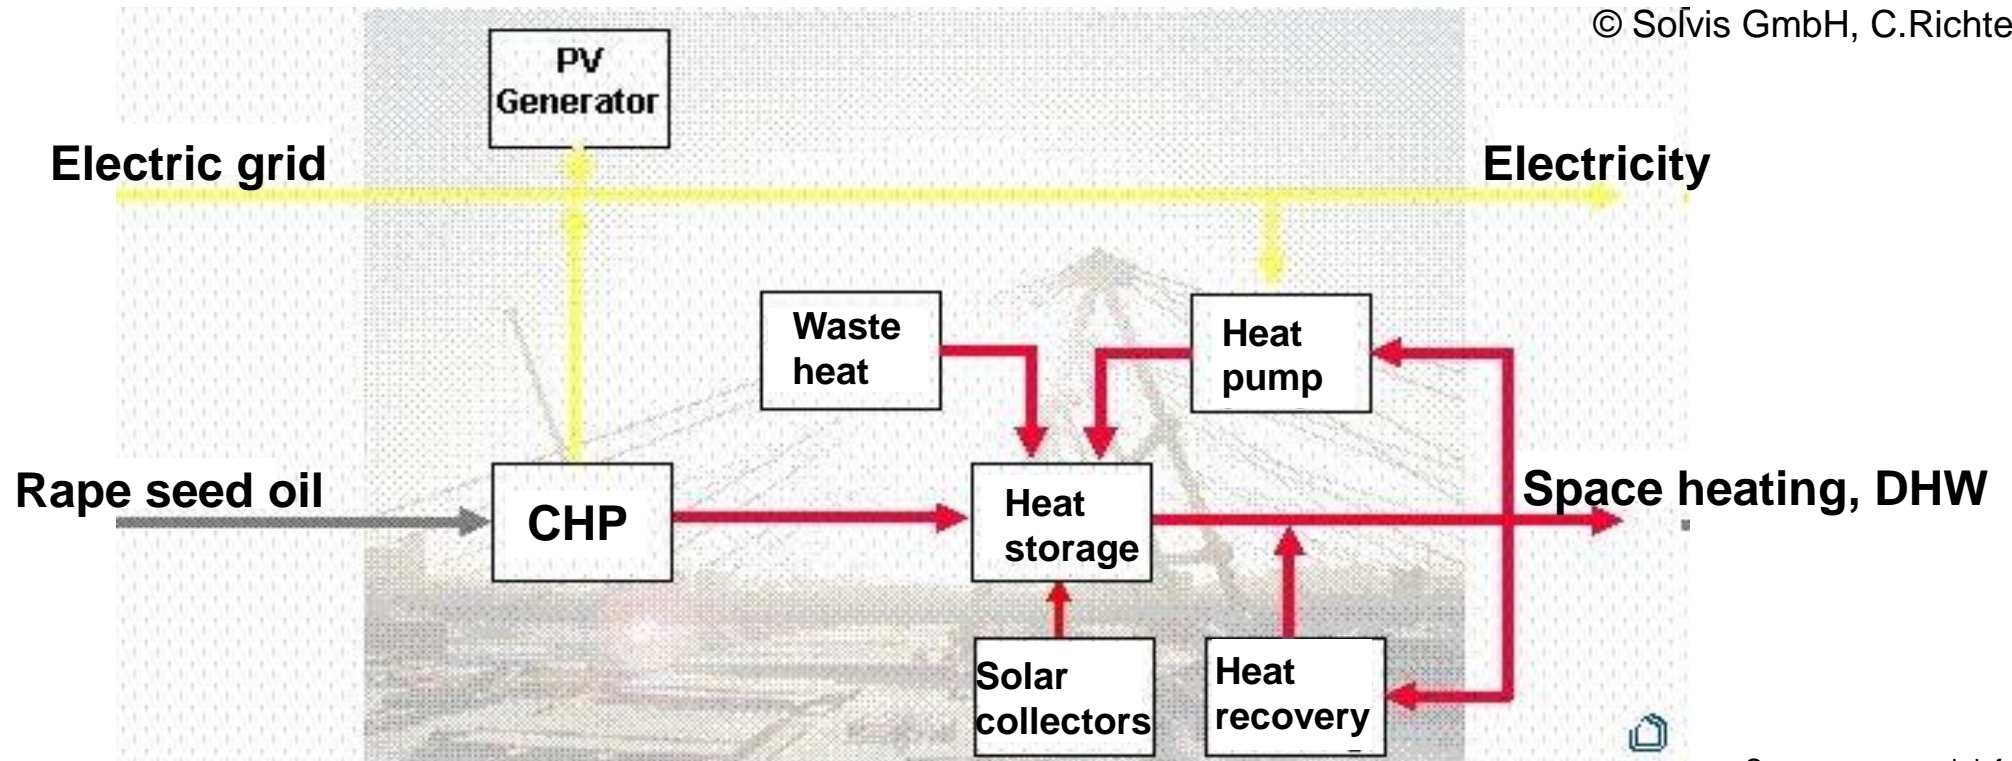 © Solvis GmbH, C.Richte
PV
Generator
Electric grid
Electricity
Waste
heat
Heat
pump
Rape seed oil
CHP
Heat
storage
Space heating, DHW
Solar
collectors
Heat
recovery